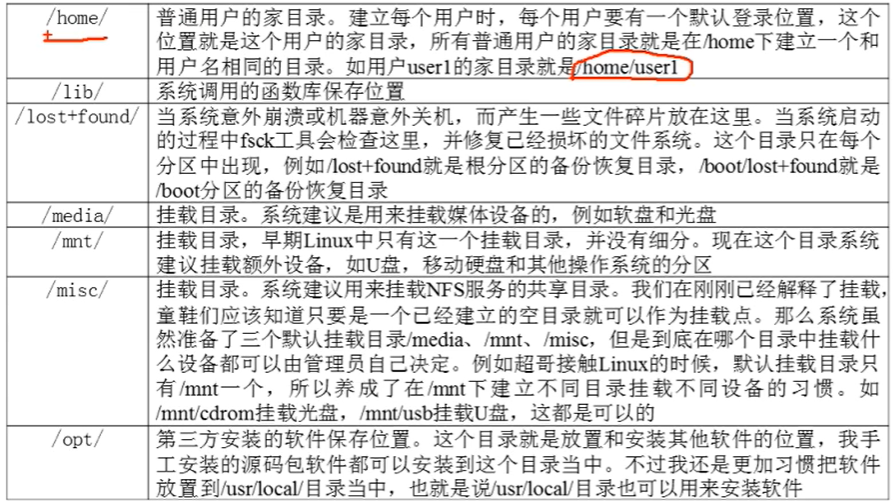 /home/
普通用户的家目录。建立每个用户时，每个用户要有一个默认登录位置，这个
位置就是这个用户的家目录，所有普通用户的家目录就是在/home下建立一个和
用户名相同的目录。如用户user1的家目录就是/home/user1
/lib/
系统调用的函数库保存位置
/lost+found/
当系统意外崩溃或机器意外关机，而产生一些文件碎片放在这里。当系统启动
的过程中fsck工具会检查这里，并修复已经损坏的文件系统。这个目录只在每个
分区中出现，例如/lost+found就是根分区的备份恢复目录，/boot/lost+found就是
/boot分区的备份恢复目录
/media/
挂载目录。系统建议是用来挂载媒体设备的，例如软盘和光盘
/mnt/
挂载目录，早期Linux中只有这一个挂载目录，并没有细分。现在这个目录系统
建议挂载额外设备，如U盘，移动硬盘和其他操作系统的分区
/misc/
挂载目录。系统建议用来挂载NFS服务的共享目录。我们在刚刚已经解释了挂载，
童鞋们应该知道只要是一个已经建立的空目录就可以作为挂载点。那么系统虽
然准备了三个默认挂载目录/media、/mnt、/misc，但是到底在哪个目录中挂载什
么设备都可以由管理员自己决定。例如超哥接触Linux的时候，默认挂载目录只
有/mnt一个，所以养成了在/mnt下建立不同目录挂载不同设备的习惯。如
/mnt/cdrom挂载光盘，/mnt/usb挂载U盘，这都是可以的
/opt/
第三方安装的软件保存位置。这个目录就是放置和安装其他软件的位置，我手
工安装的源码包软件都可以安装到这个目录当中。不过我还是更加习惯把软件
放置到/usr/local/目录当中，也就是说/usr/local/目录也可以用来安装软件